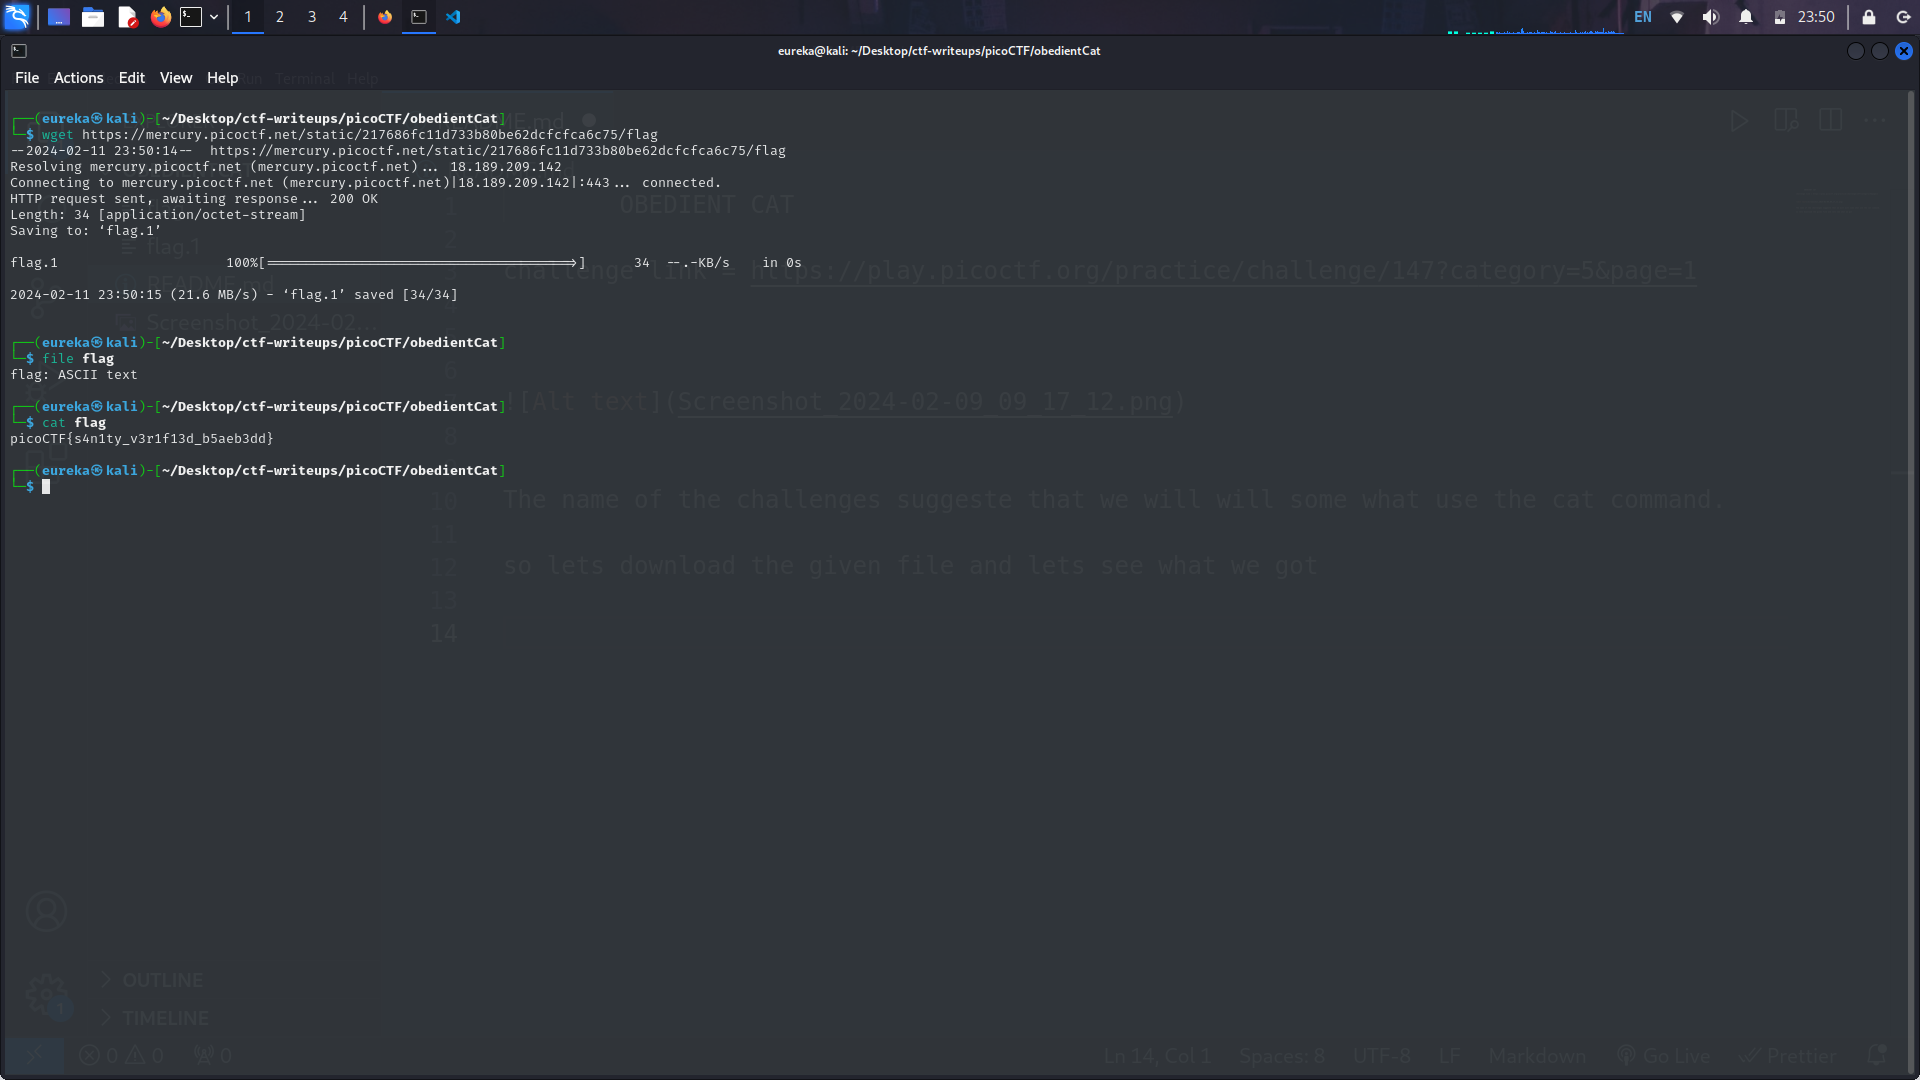 1 2 3 4 EN 23:50
eureka@kali: ~/Desktop/ctf-writeups/picoCTF/obedientCat
File Actions Edit View Help
Run Terminal Help
┌──(eureka㉿kali)-[~/Desktop/ctf-writeups/picoCTF/obedientCat]
└─$ wget https://mercury.picoctf.net/static/217686fc11d733b80be62dcfcfca6c75/flag
--2024-02-11 23:50:14-- https://mercury.picoctf.net/static/217686fc11d733b80be62dcfcfca6c75/flag
Resolving mercury.picoctf.net (mercury.picoctf.net)... 18.189.209.142
Connecting to mercury.picoctf.net (mercury.picoctf.net)|18.189.209.142|:443... connected.
HTTP request sent, awaiting response... 200 OK
Length: 34 [application/octet-stream]
Saving to: ‘flag.1’
flag.1 100%[===================================>] 34 --.-KB/s in 0s
2024-02-11 23:50:15 (21.6 MB/s) - ‘flag.1’ saved [34/34]
┌──(eureka㉿kali)-[~/Desktop/ctf-writeups/picoCTF/obedientCat]
└─$ file flag
flag: ASCII text
┌──(eureka㉿kali)-[~/Desktop/ctf-writeups/picoCTF/obedientCat]
└─$ cat flag
picoCTF{s4n1ty_v3r1f13d_b5aeb3dd}
┌──(eureka㉿kali)-[~/Desktop/ctf-writeups/picoCTF/obedientCat]
└─$
flag.1
README.md
Screenshot_2024-02...
1 OBEDIENT CAT
2
3 challenge link = https://play.picoctf.org/practice/challenge/147?category=5&page=1
6
![Alt text](Screenshot_2024-02-09_09_17_12.png)
8
10 The name of the challenges suggeste that we will will some what use the cat command.
11
12 so lets download the given file and lets see what we got
13
14
OUTLINE
1
TIMELINE
0 0 0 Ln 14, Col 1 Spaces: 8 UTF-8 LF Markdown Go Live Prettier